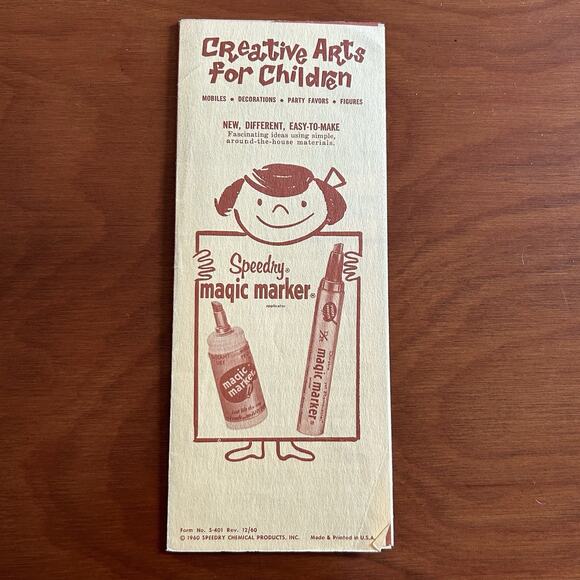 Creative Arts
for Children
MOBILES • DECORATIONS • PARTY FAVORS • FIGURES
NEW, DIFFERENT, EASY-TO-MAKE
Fascinating ideas using simple,
around-the-house materials.
Speedry®
magic marker®
applicator
magic
marker
magic marker
Form No. S-401 Rev. 12/60
© 1960 SPEEDRY CHEMICAL PRODUCTS, INC.
Made & Printed in U.S.A.